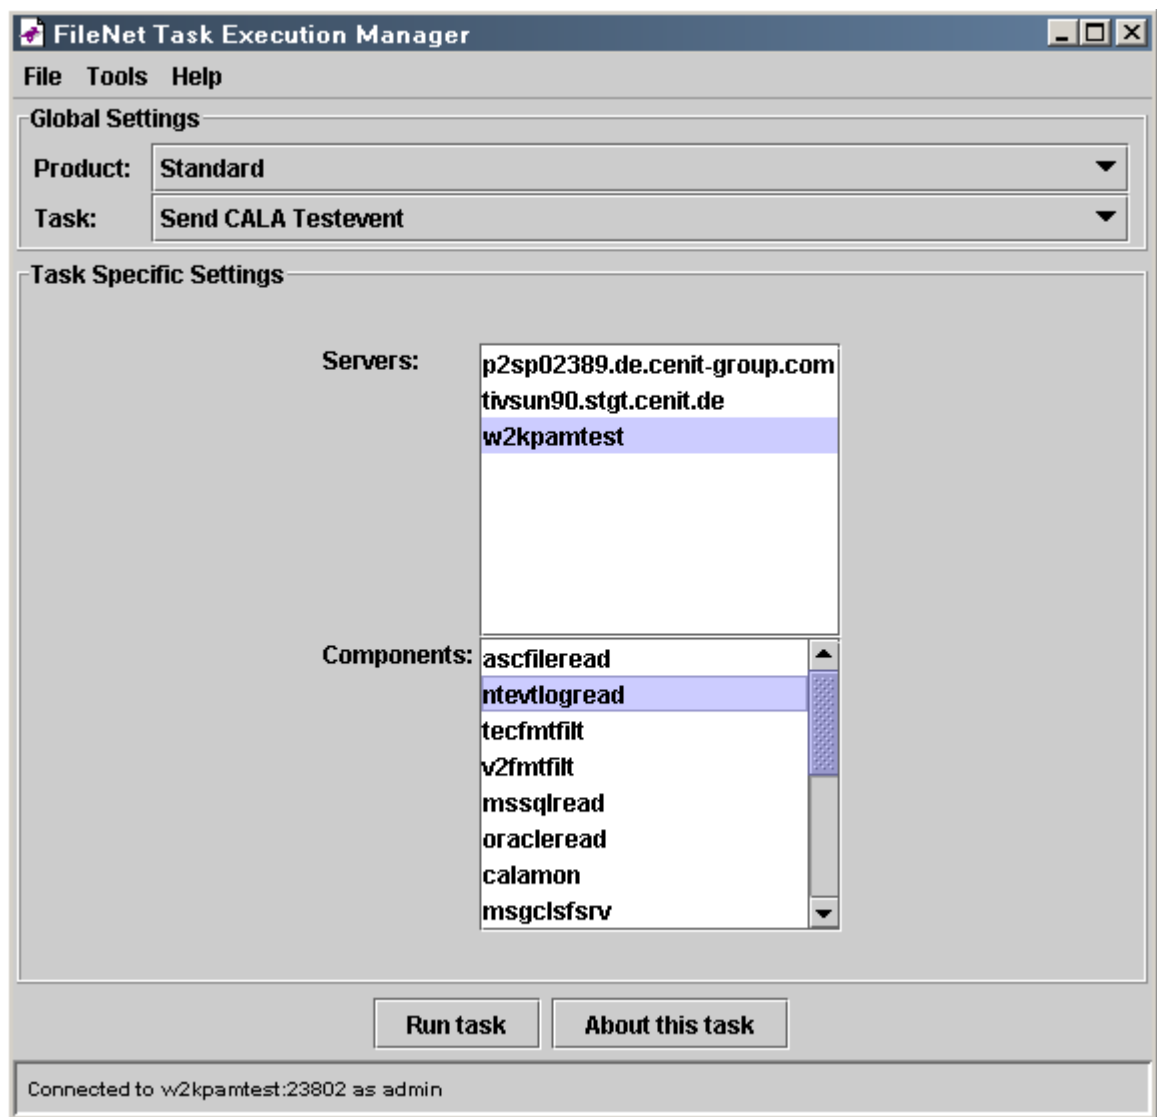 FileNet Task Execution Manager
File Tools Help
Global Settings
Product: Standard
Task: Send CALA Testevent
Task Specific Settings
Servers: p2sp02389.de.cenit-group.com
tivsun90.stgt.cenit.de
w2kpamtest
Components: ascfileread
ntevtlogread
tecfmtfilt
v2fmtfilt
mssqlread
oracleread
calamon
msgclsfsrv
Run task About this task
Connected to w2kpamtest:23802 as admin